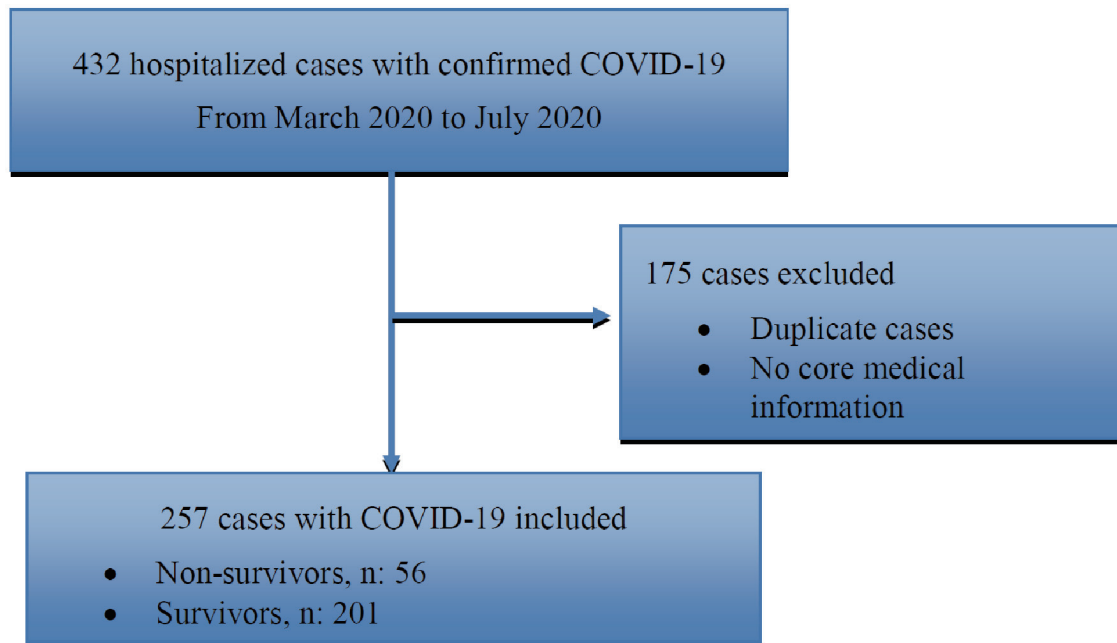 432 hospitalized cases with confirmed COVID-19
From March 2020 to July 2020
175 cases excluded
• Duplicate cases
• No core medical
information
257 cases with COVID-19 included
• Non-survivors, n: 56
• Survivors, n: 201